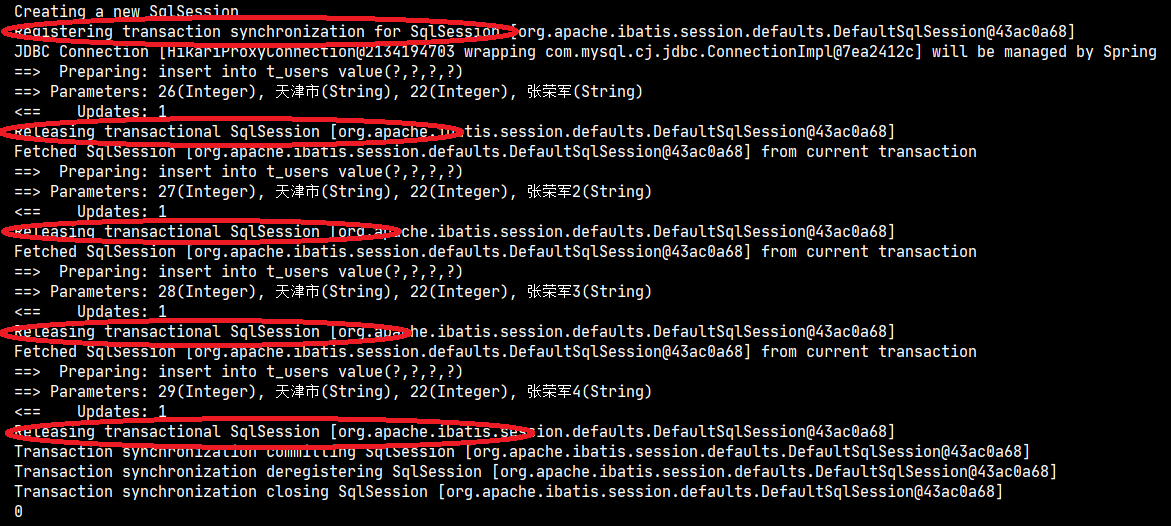 Creating a new SqlSession
Registering transaction synchronization for SqlSession [org.apache.ibatis.session.defaults.DefaultSqlSession@43ac0a68]
JDBC Connection [HikariProxyConnection@2134194703 wrapping com.mysql.cj.jdbc.ConnectionImpl@7ea2412c] will be managed by Spring
==>  Preparing: insert into t_users value(?,?,?,?)
==> Parameters: 26(Integer), 天津市(String), 22(Integer), 张荣军(String)
<==    Updates: 1
Releasing transactional SqlSession [org.apache.ibatis.session.defaults.DefaultSqlSession@43ac0a68]
Fetched SqlSession [org.apache.ibatis.session.defaults.DefaultSqlSession@43ac0a68] from current transaction
==>  Preparing: insert into t_users value(?,?,?,?)
==> Parameters: 27(Integer), 天津市(String), 22(Integer), 张荣军2(String)
<==    Updates: 1
Releasing transactional SqlSession [org.apache.ibatis.session.defaults.DefaultSqlSession@43ac0a68]
Fetched SqlSession [org.apache.ibatis.session.defaults.DefaultSqlSession@43ac0a68] from current transaction
==>  Preparing: insert into t_users value(?,?,?,?)
==> Parameters: 28(Integer), 天津市(String), 22(Integer), 张荣军3(String)
<==    Updates: 1
Releasing transactional SqlSession [org.apache.ibatis.session.defaults.DefaultSqlSession@43ac0a68]
Fetched SqlSession [org.apache.ibatis.session.defaults.DefaultSqlSession@43ac0a68] from current transaction
==>  Preparing: insert into t_users value(?,?,?,?)
==> Parameters: 29(Integer), 天津市(String), 22(Integer), 张荣军4(String)
<==    Updates: 1
Releasing transactional SqlSession [org.apache.ibatis.session.defaults.DefaultSqlSession@43ac0a68]
Transaction synchronization committing SqlSession [org.apache.ibatis.session.defaults.DefaultSqlSession@43ac0a68]
Transaction synchronization deregistering SqlSession [org.apache.ibatis.session.defaults.DefaultSqlSession@43ac0a68]
Transaction synchronization closing SqlSession [org.apache.ibatis.session.defaults.DefaultSqlSession@43ac0a68]
0